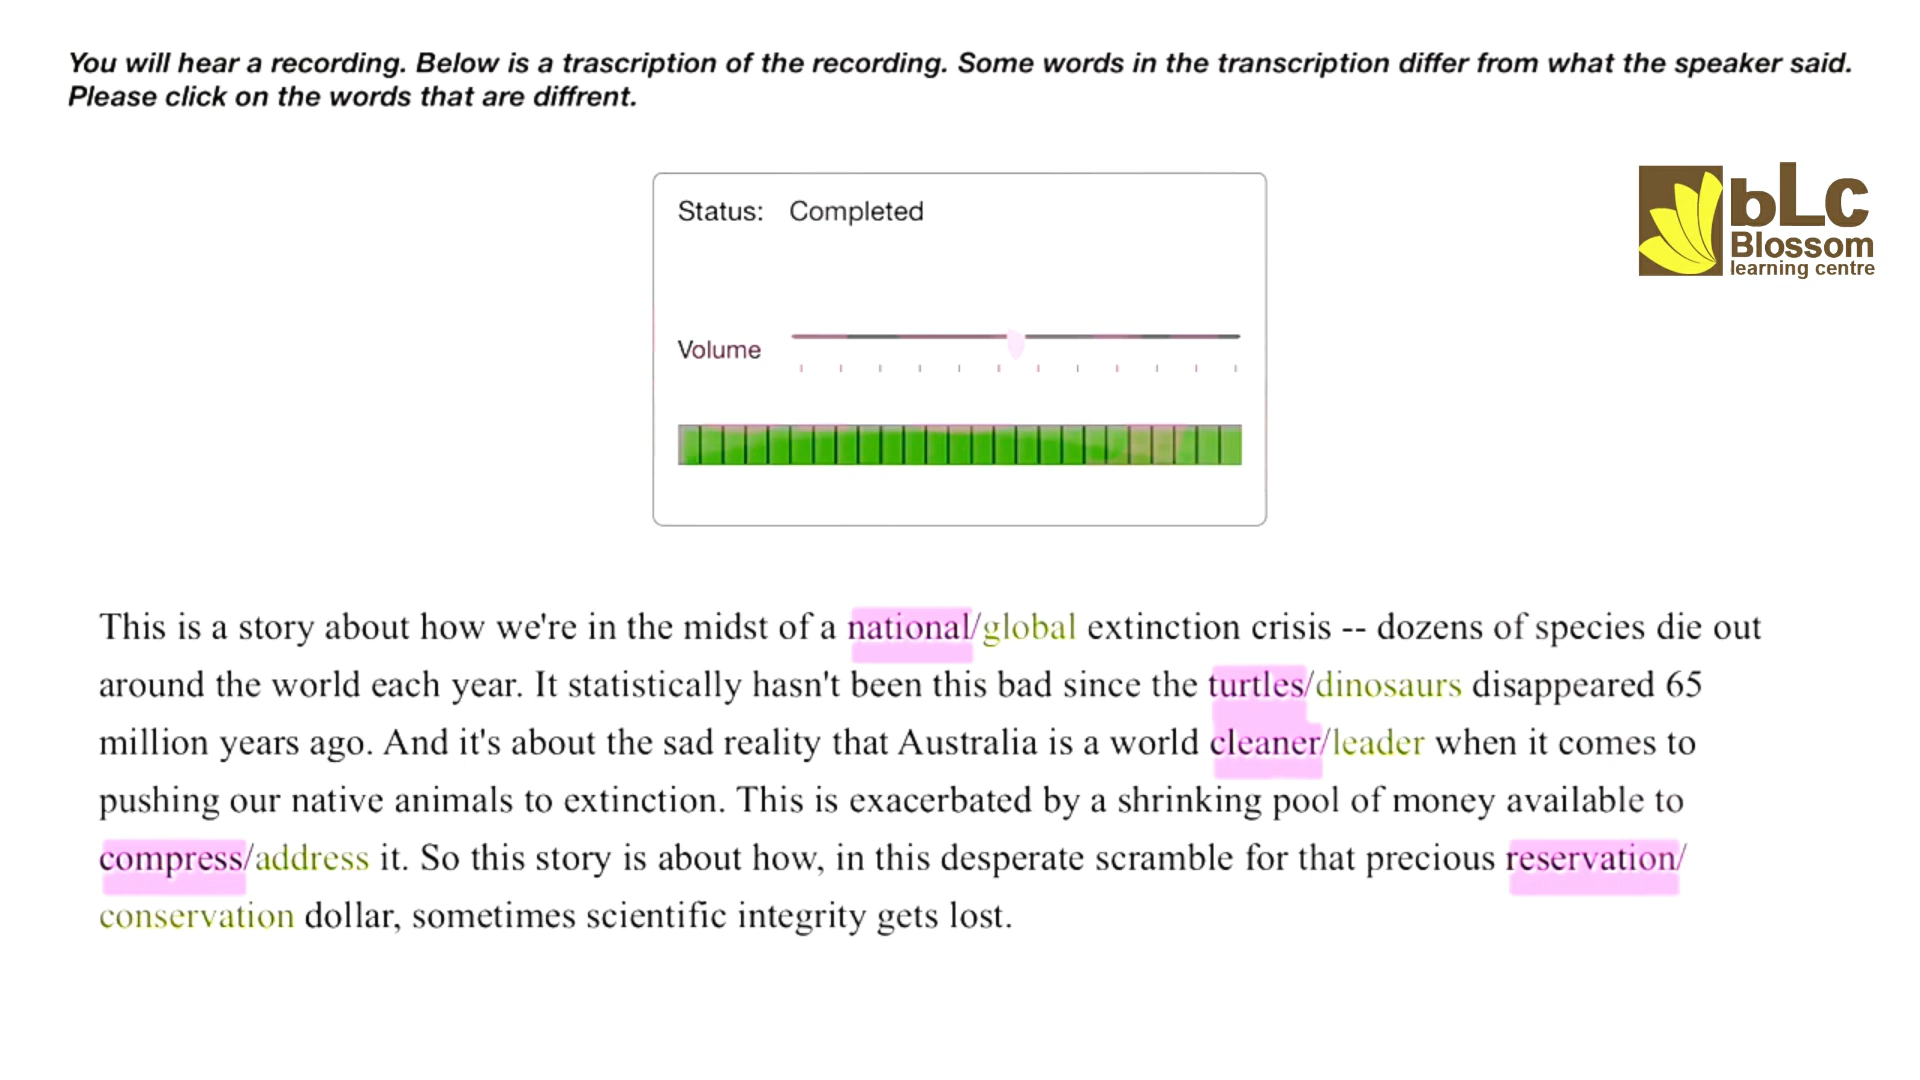 You will hear a recording. Below is a trascription of the recording. Some words in the transcription differ from what the speaker said.
Please click on the words that are diffrent.
bLc
Blossom
learning centre
Status: Completed
Volume
This is a story about how we're in the midst of a national/global extinction crisis -- dozens of species die out
around the world each year. It statistically hasn't been this bad since the turtles/dinosaurs disappeared 65
million years ago. And it's about the sad reality that Australia is a world cleaner/leader when it comes to
pushing our native animals to extinction. This is exacerbated by a shrinking pool of money available to
compress/address it. So this story is about how, in this desperate scramble for that precious reservation/
conservation dollar, sometimes scientific integrity gets lost.